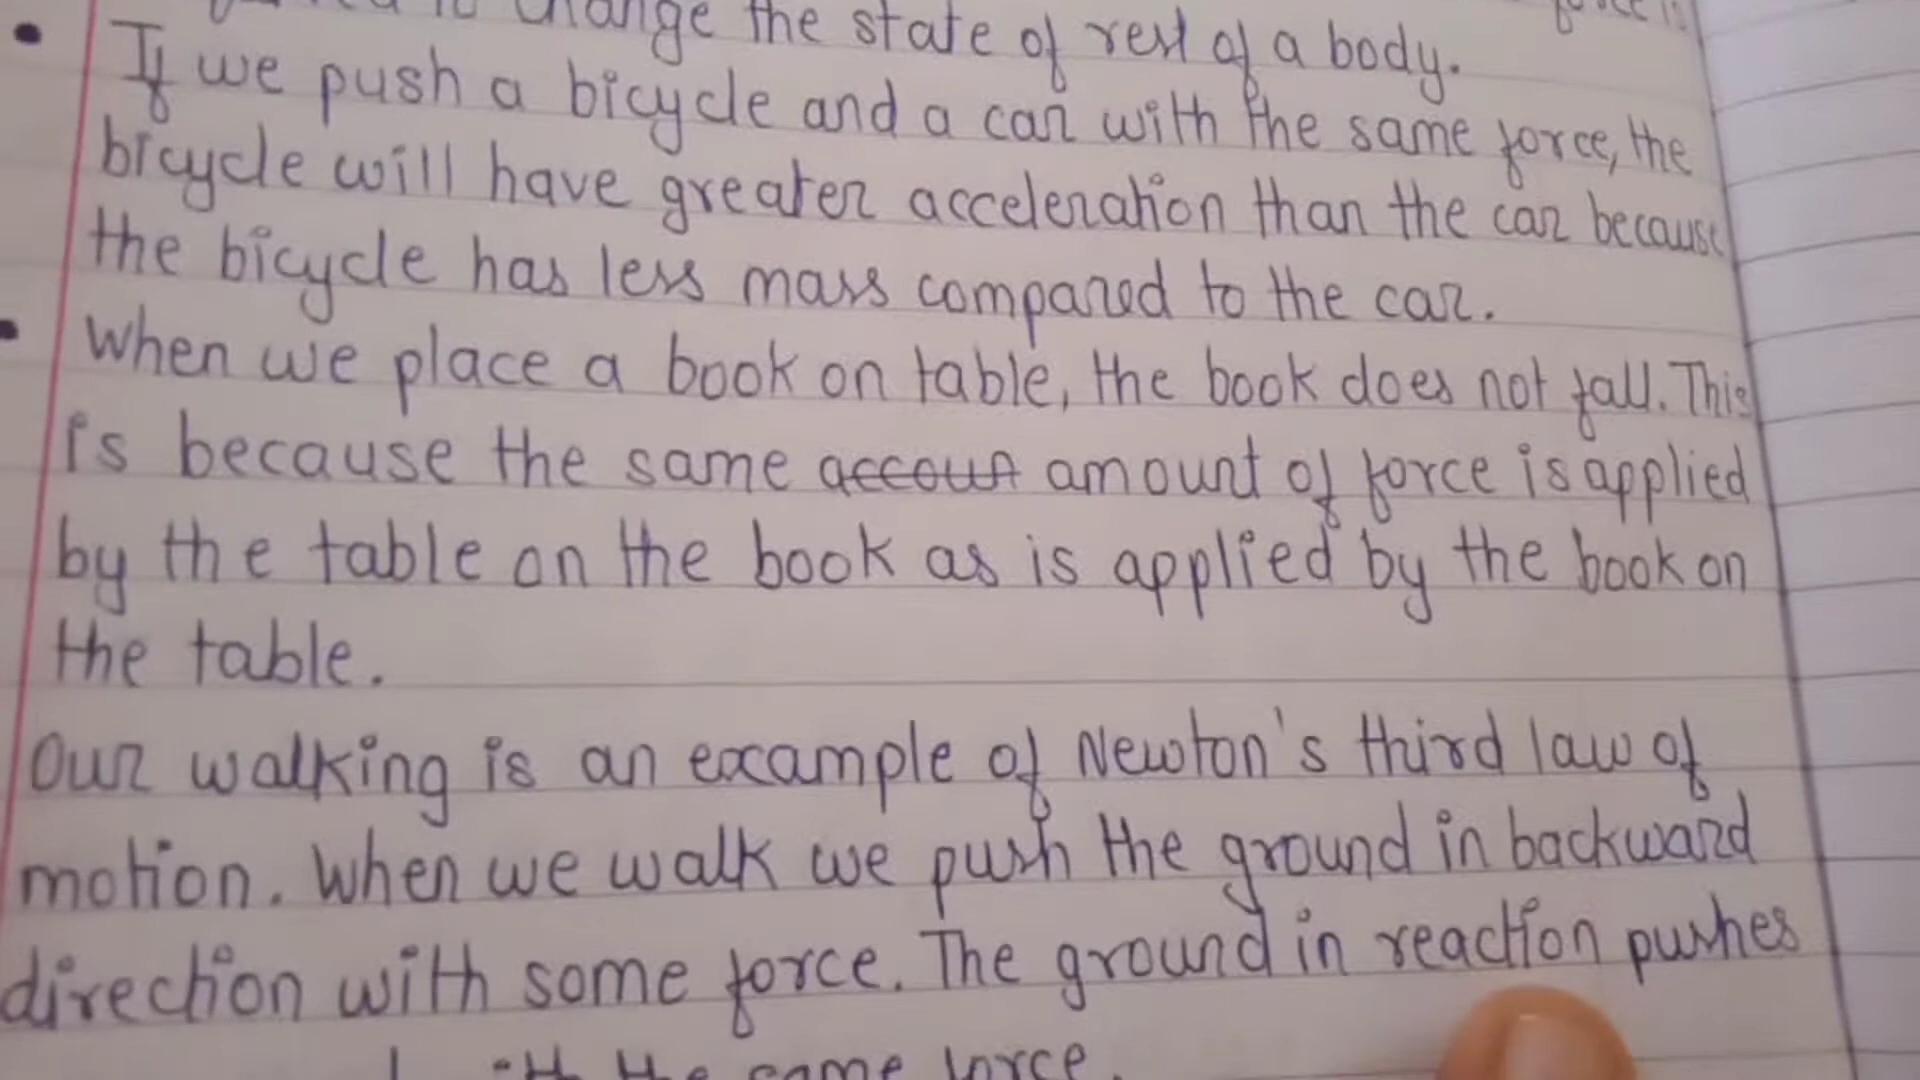 to change the state of rest of a body.
If we push a bicycle and a car with the same force, the
bicycle will have greater acceleration than the car because
the bicycle has less mass compared to the car.
When we place a book on table, the book does not fall. This
is because the same accout amount of force is applied
by the table on the book as is applied by the book on
the table.
Our walking is an example of Newton's third law of
motion. When we walk we push the ground in backward
direction with some force. The ground in reaction pushes
the same force.